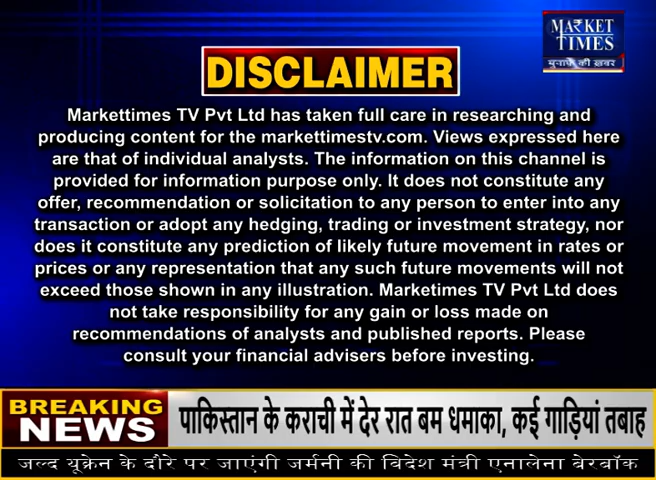 MARKET
TIMES
मुनाफे की ख़बर
DISCLAIMER
Markettimes TV Pvt Ltd has taken full care in researching and
producing content for the markettimestv.com. Views expressed here
are that of individual analysts. The information on this channel is
provided for information purpose only. It does not constitute any
offer, recommendation or solicitation to any person to enter into any
transaction or adopt any hedging, trading or investment strategy, nor
does it constitute any prediction of likely future movement in rates or
prices or any representation that any such future movements will not
exceed those shown in any illustration. Marketimes TV Pvt Ltd does
not take responsibility for any gain or loss made on
recommendations of analysts and published reports. Please
consult your financial advisers before investing.
BREAKING
NEWS
पाकिस्तान के कराची में देर रात बम धमाका, कई गाड़ियां तबाह
जल्द यूक्रेन के दौरे पर जाएंगी जर्मनी की विदेश मंत्री एनालेना बेरबॉक